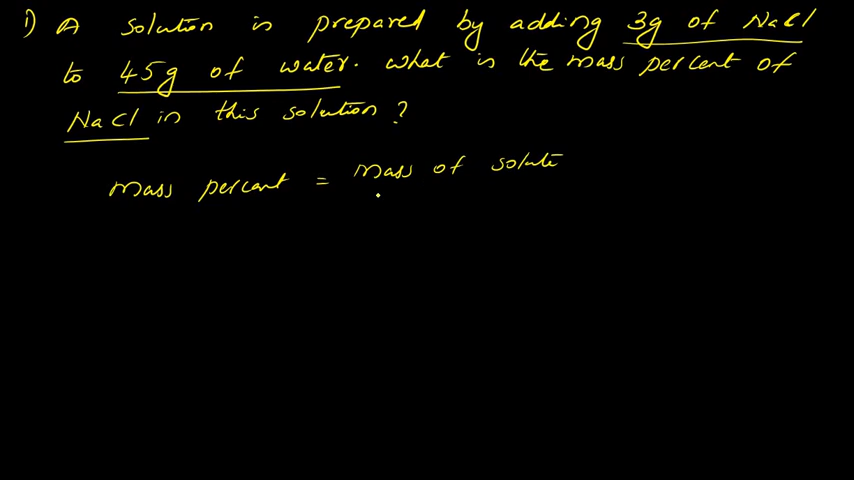 1) A solution is prepared by adding 3g of NaCl
to 45g of water. What is the mass percent of
NaCl in this solution?
mass percent = mass of solute